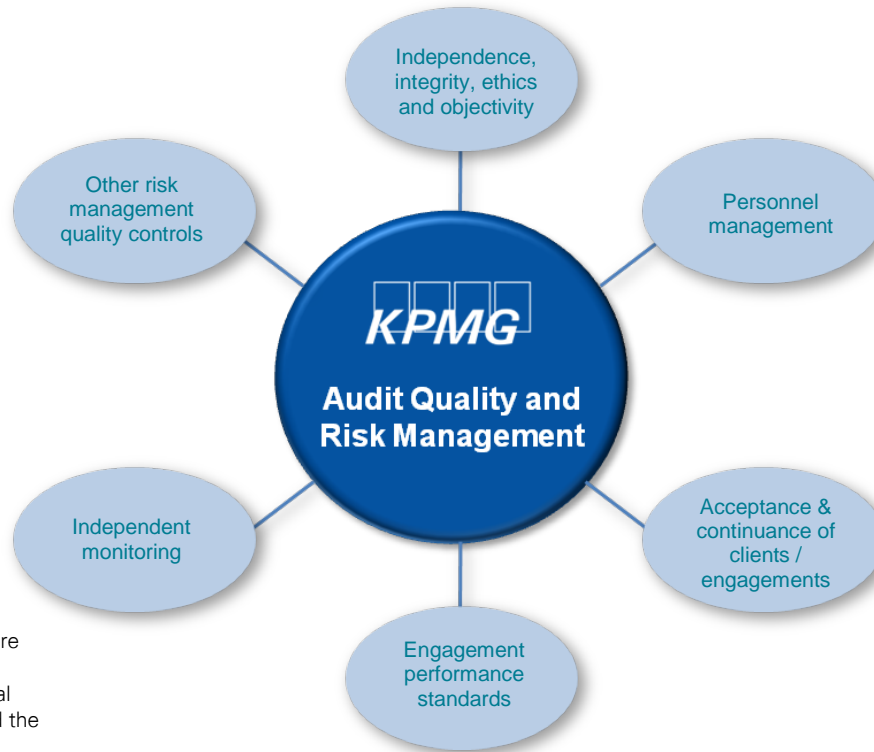 Independence,
integrity, ethics
and objectivity
Other risk
management
quality controls
Personnel
management
KPMG
Audit Quality and
Risk Management
Independent
monitoring
Acceptance &
continuance of
clients /
engagements
Engagement
performance
standards